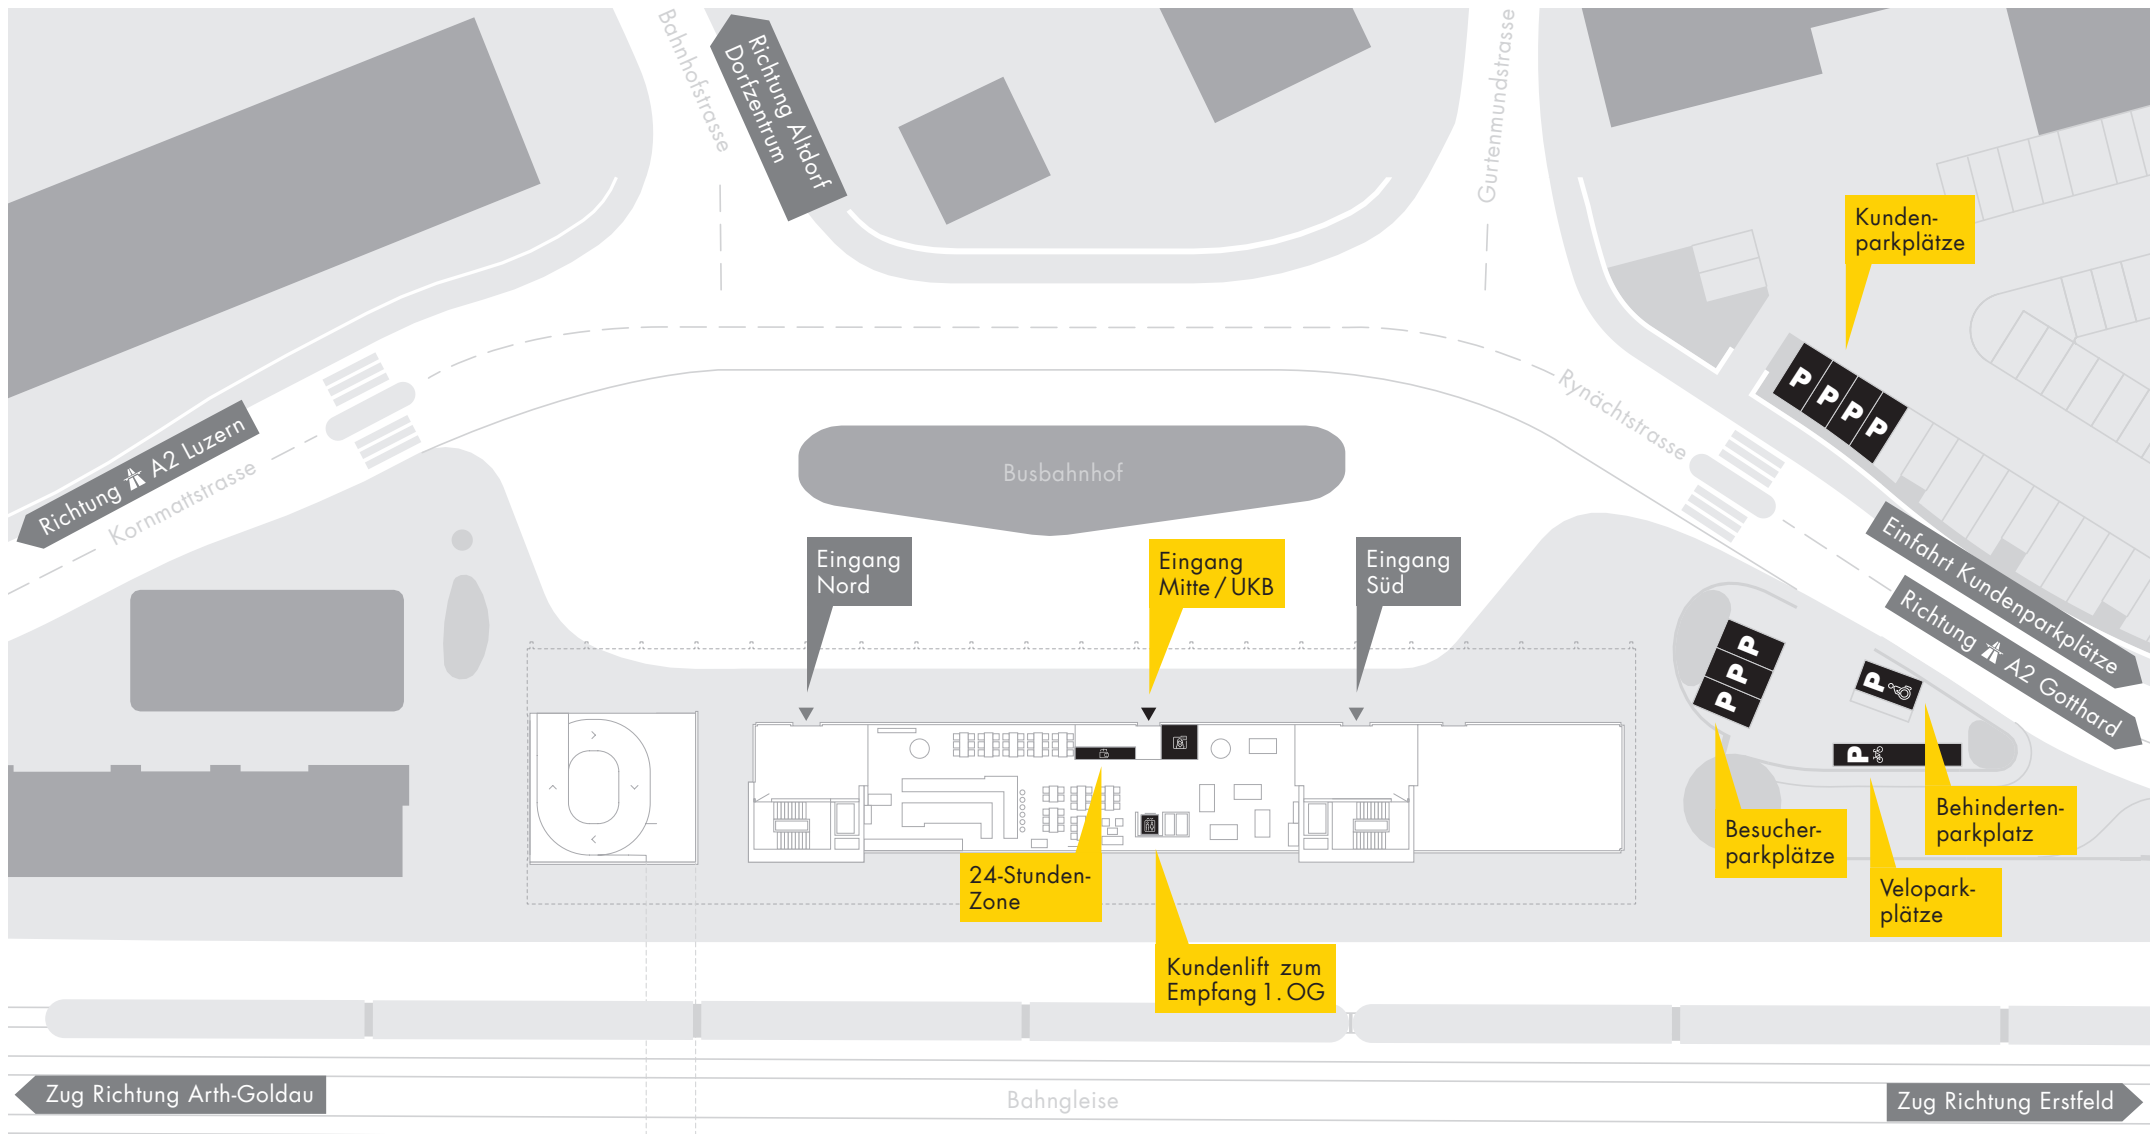 Bahnhofstrasse
Richtung Altdorf
Dorfzentrum
Gurtenmundstrasse
Kunden-
parkplätze
P P P P
Rynächtstrasse
Richtung A2 Luzern
Kornmattstrasse
Busbahnhof
Einfahrt Kundenparkplätze
Richtung A2 Gotthard
Eingang
Nord
Eingang
Mitte / UKB
Eingang
Süd
P P P
P
P
Besucher-
parkplätze
Behinderten-
parkplatz
Velopark-
plätze
24-Stunden-
Zone
Kundenlift zum
Empfang 1. OG
Zug Richtung Arth-Goldau
Bahngleise
Zug Richtung Erstfeld